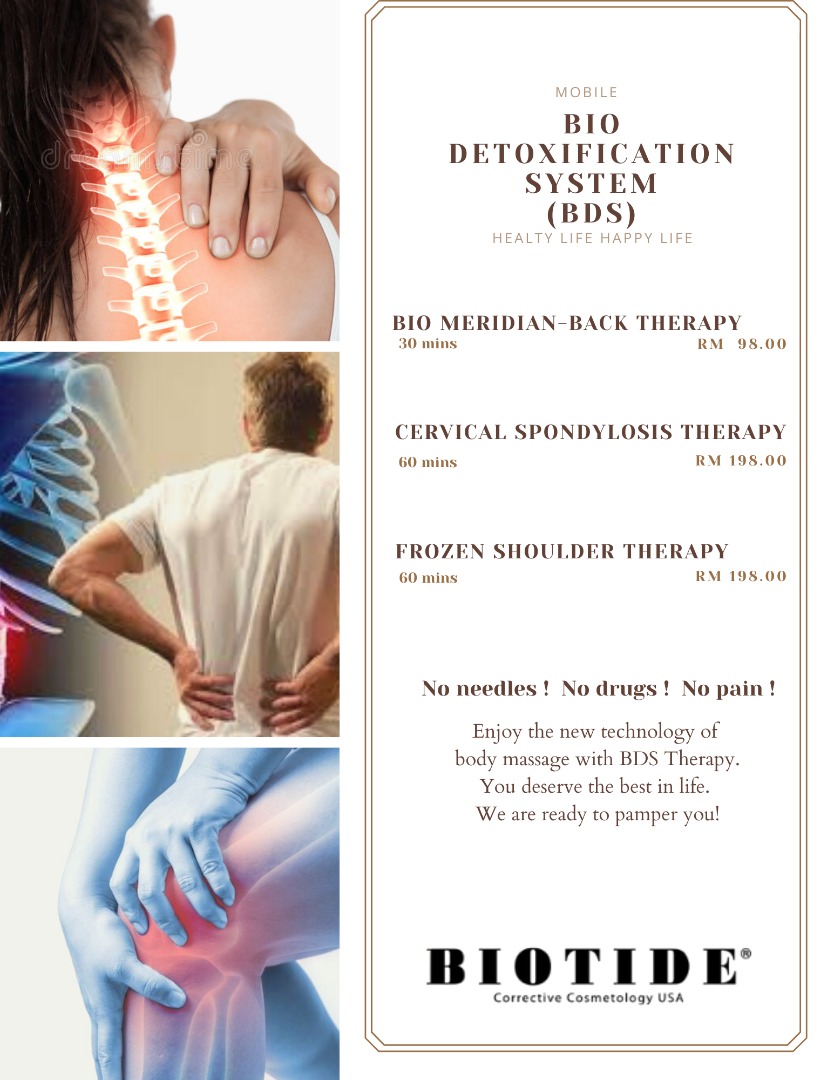 dreamstime
MOBILE
BIO
DETOXIFICATION
SYSTEM
(BDS)
HEALTY LIFE HAPPY LIFE
BIO MERIDIAN-BACK THERAPY
30 mins RM 98.00
CERVICAL SPONDYLOSIS THERAPY
60 mins RM 198.00
FROZEN SHOULDER THERAPY
60 mins RM 198.00
No needles ! No drugs ! No pain !
Enjoy the new technology of
body massage with BDS Therapy.
You deserve the best in life.
We are ready to pamper you!
BIOTIDE®
Corrective Cosmetology USA